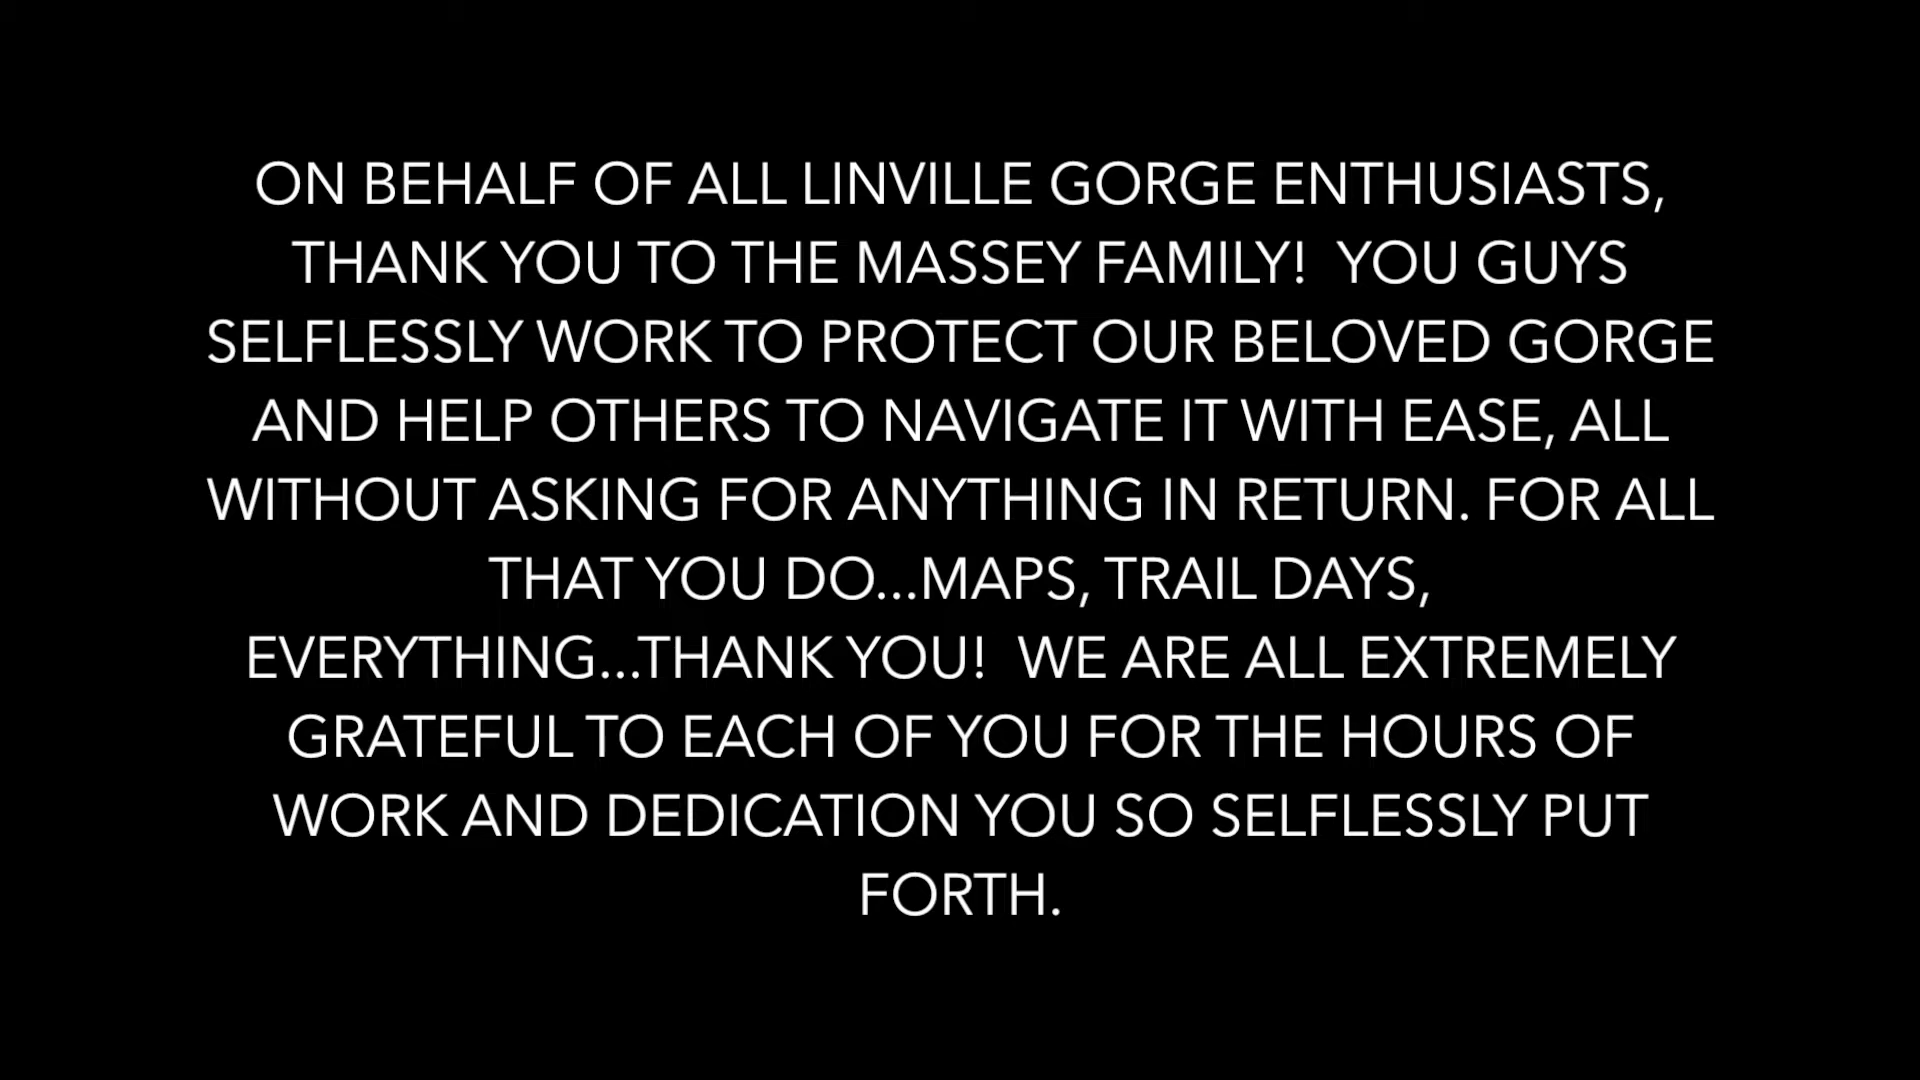 ON BEHALF OF ALL LINVILLE GORGE ENTHUSIASTS,
THANK YOU TO THE MASSEY FAMILY!  YOU GUYS
SELFLESSLY WORK TO PROTECT OUR BELOVED GORGE
AND HELP OTHERS TO NAVIGATE IT WITH EASE, ALL
WITHOUT ASKING FOR ANYTHING IN RETURN. FOR ALL
THAT YOU DO...MAPS, TRAIL DAYS,
EVERYTHING...THANK YOU!  WE ARE ALL EXTREMELY
GRATEFUL TO EACH OF YOU FOR THE HOURS OF
WORK AND DEDICATION YOU SO SELFLESSLY PUT
FORTH.